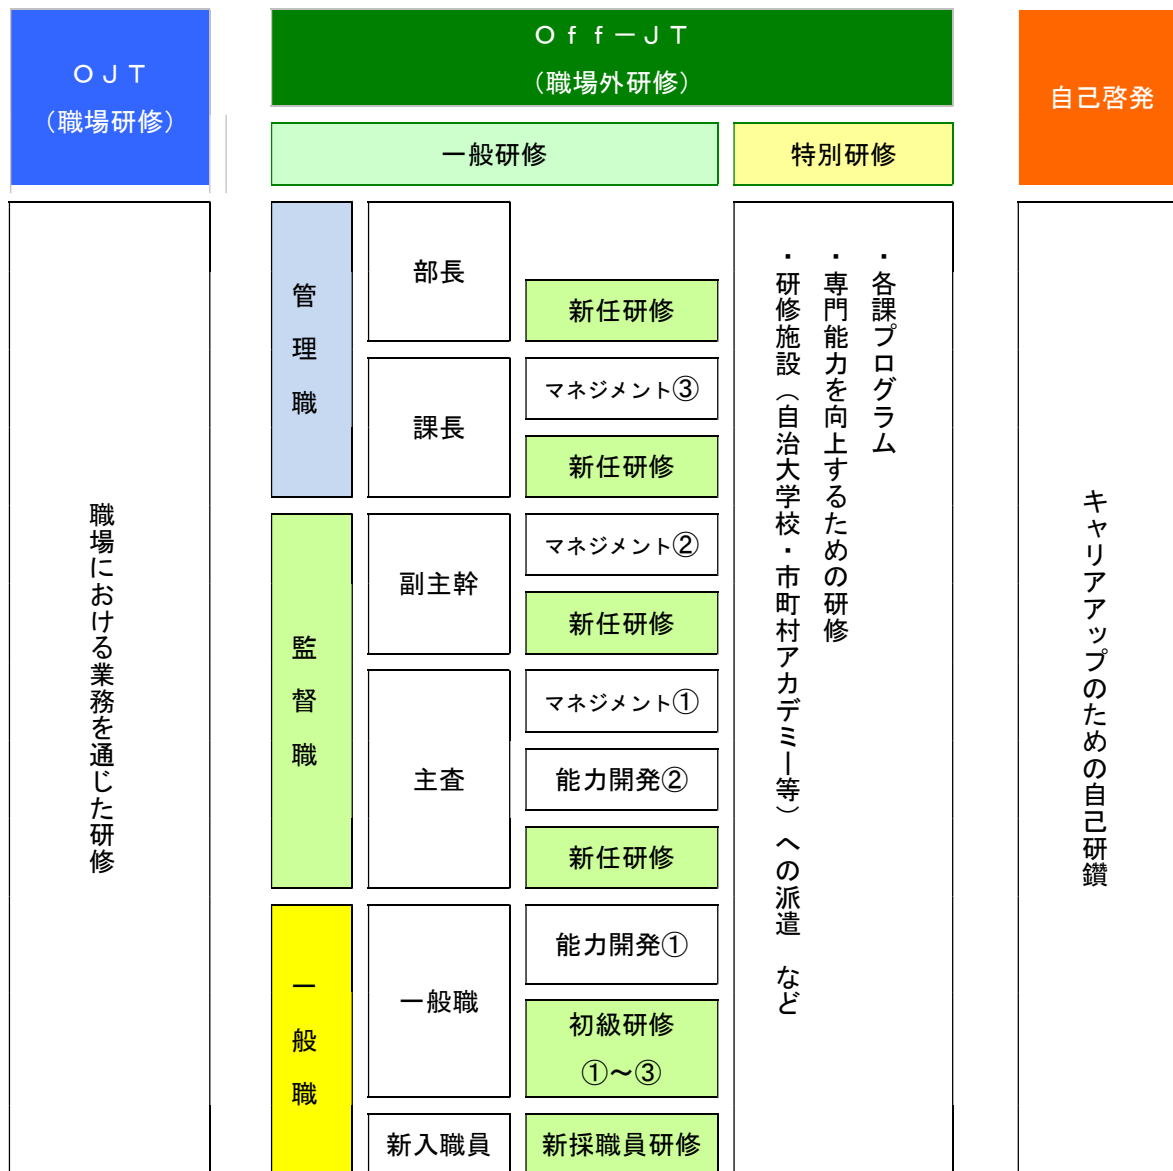 ＯＪＴ
（職場研修）
Ｏｆｆ－ＪＴ
（職場外研修）
自己啓発
一般研修
特別研修
職場における業務を通じた研修
管理職
部長
新任研修
課長
マネジメント③
新任研修
監督職
副主幹
マネジメント②
新任研修
主査
マネジメント①
能力開発②
新任研修
一般職
一般職
能力開発①
初級研修
①～③
新入職員
新採職員研修
・各課プログラム
・専門能力を向上するための研修
・研修施設（自治大学校・市町村アカデミー等）への派遣　など
キャリアアップのための自己研鑽